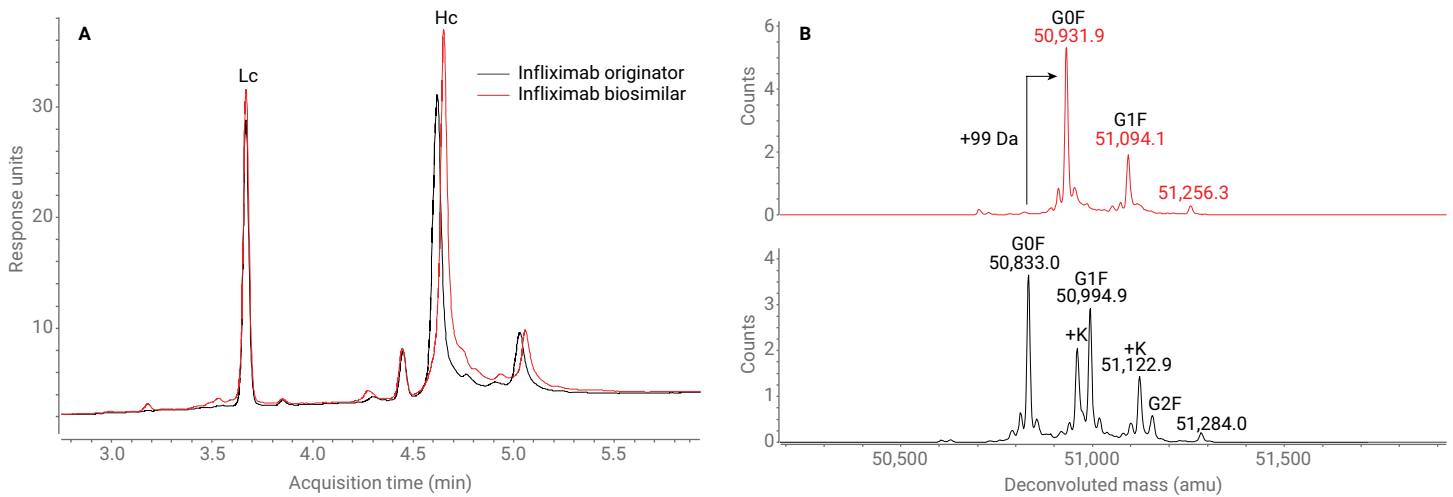 A
Lc
Hc
Infliximab originator
Infliximab biosimilar
Response units
30
20
10
3.0 3.5 4.0 4.5 5.0 5.5
Acquisition time (min)
B
G0F
50,931.9
+99 Da
G1F
51,094.1
51,256.3
Counts
6
4
2
0
G0F
50,833.0
G1F
50,994.9
+K
+K
51,122.9
G2F
51,284.0
Counts
4
3
2
1
0
50,500 51,000 51,500
Deconvoluted mass (amu)